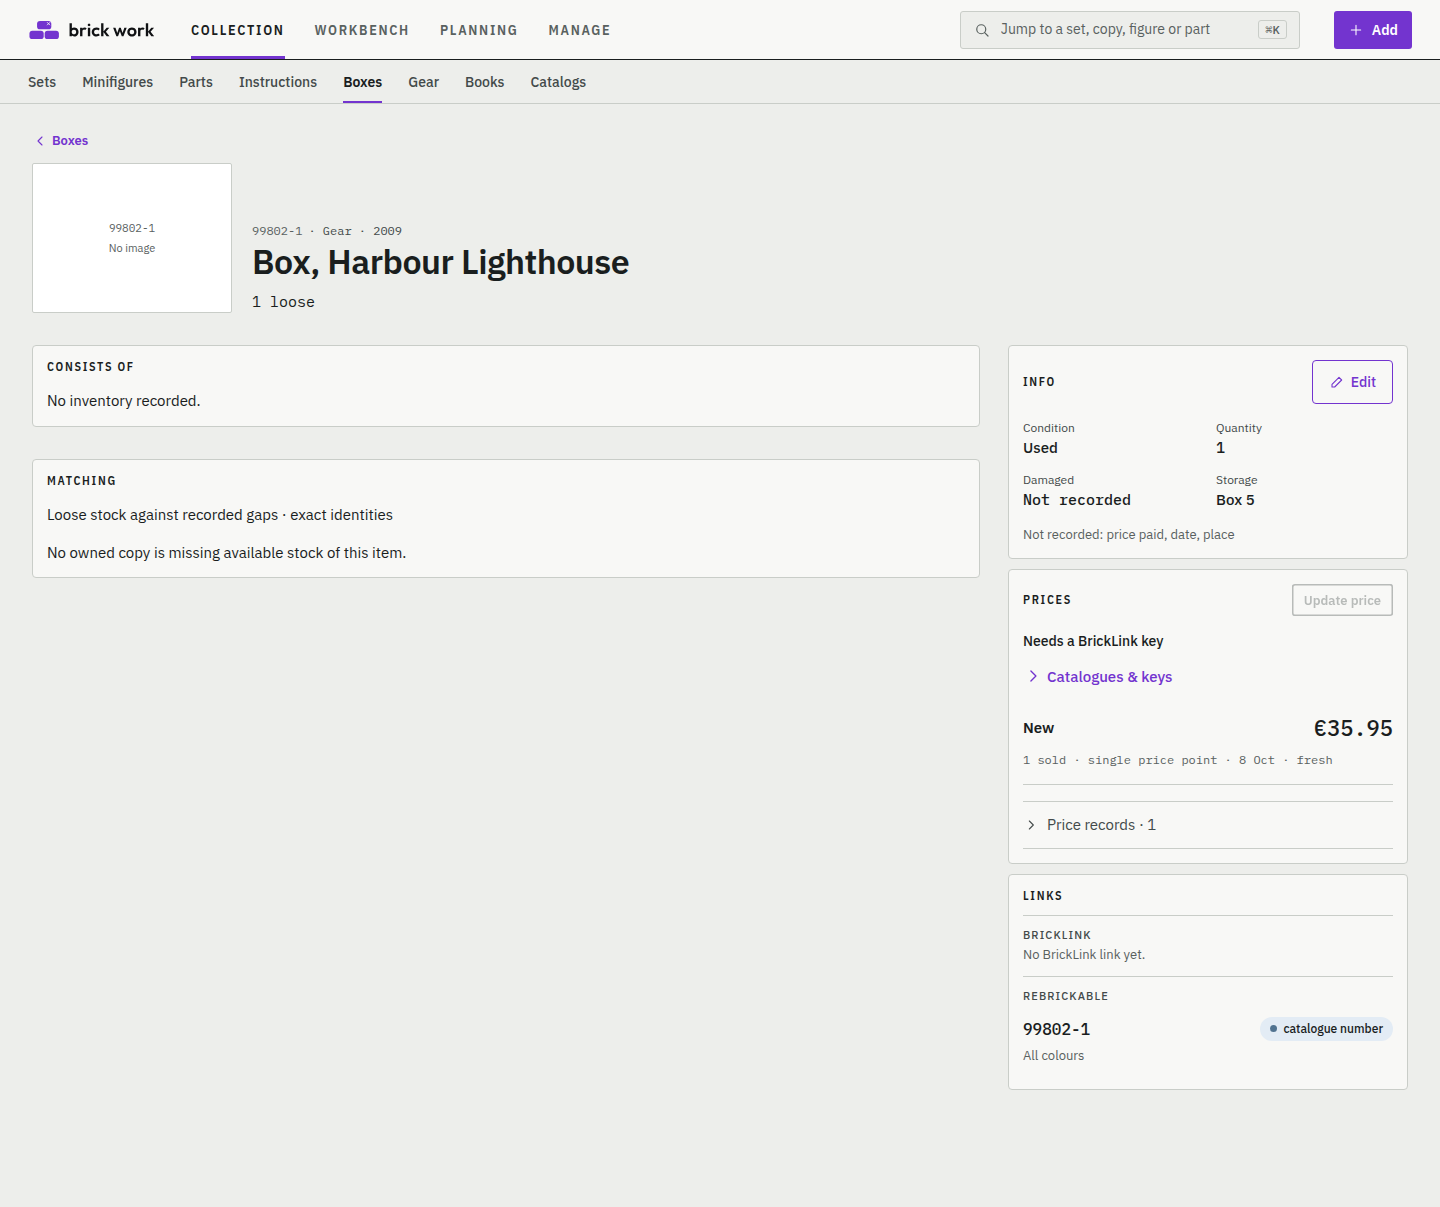 brick work
COLLECTION
WORKBENCH
PLANNING
MANAGE
Jump to a set, copy, figure or part
⌘K
Add
Sets
Minifigures
Parts
Instructions
Boxes
Gear
Books
Catalogs
Boxes
99802-1
No image
99802-1 · Gear · 2009
Box, Harbour Lighthouse
1 loose
CONSISTS OF
No inventory recorded.
MATCHING
Loose stock against recorded gaps · exact identities
No owned copy is missing available stock of this item.
INFO
Edit
Condition
Used
Quantity
1
Damaged
Not recorded
Storage
Box 5
Not recorded: price paid, date, place
PRICES
Update price
Needs a BrickLink key
Catalogues & keys
New
€35.95
1 sold · single price point · 8 Oct · fresh
Price records · 1
LINKS
BRICKLINK
No BrickLink link yet.
REBRICKABLE
99802-1
catalogue number
All colours